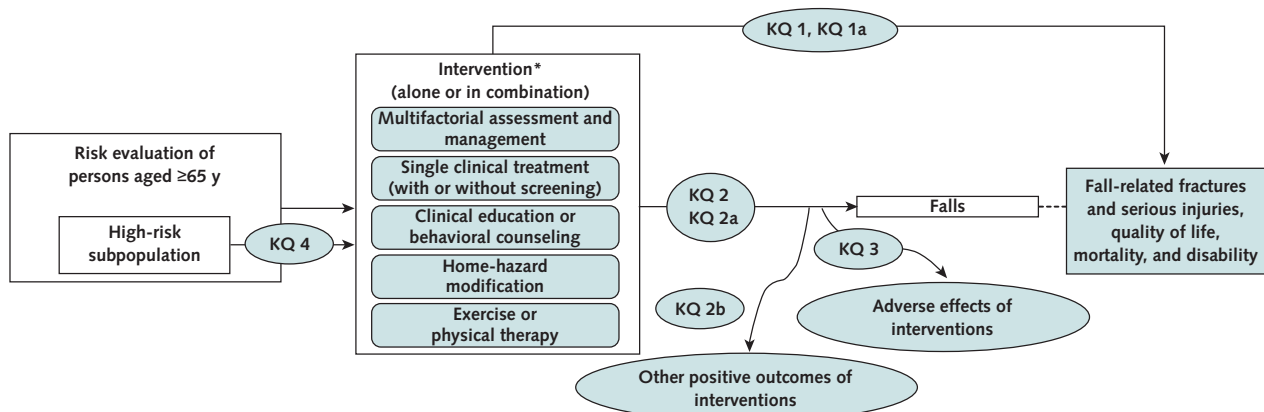 KQ 1, KQ 1a
Intervention*
(alone or in combination)
Multifactorial assessment and
management
Single clinical treatment
(with or without screening)
Clinical education or
behavioral counseling
Home-hazard
modification
Exercise or
physical therapy
Risk evaluation of
persons aged ≥65 y
High-risk
subpopulation
KQ 4
KQ 2
KQ 2a
Falls
Fall-related fractures
and serious injuries,
quality of life,
mortality, and disability
KQ 3
KQ 2b
Adverse effects of
interventions
Other positive outcomes of
interventions